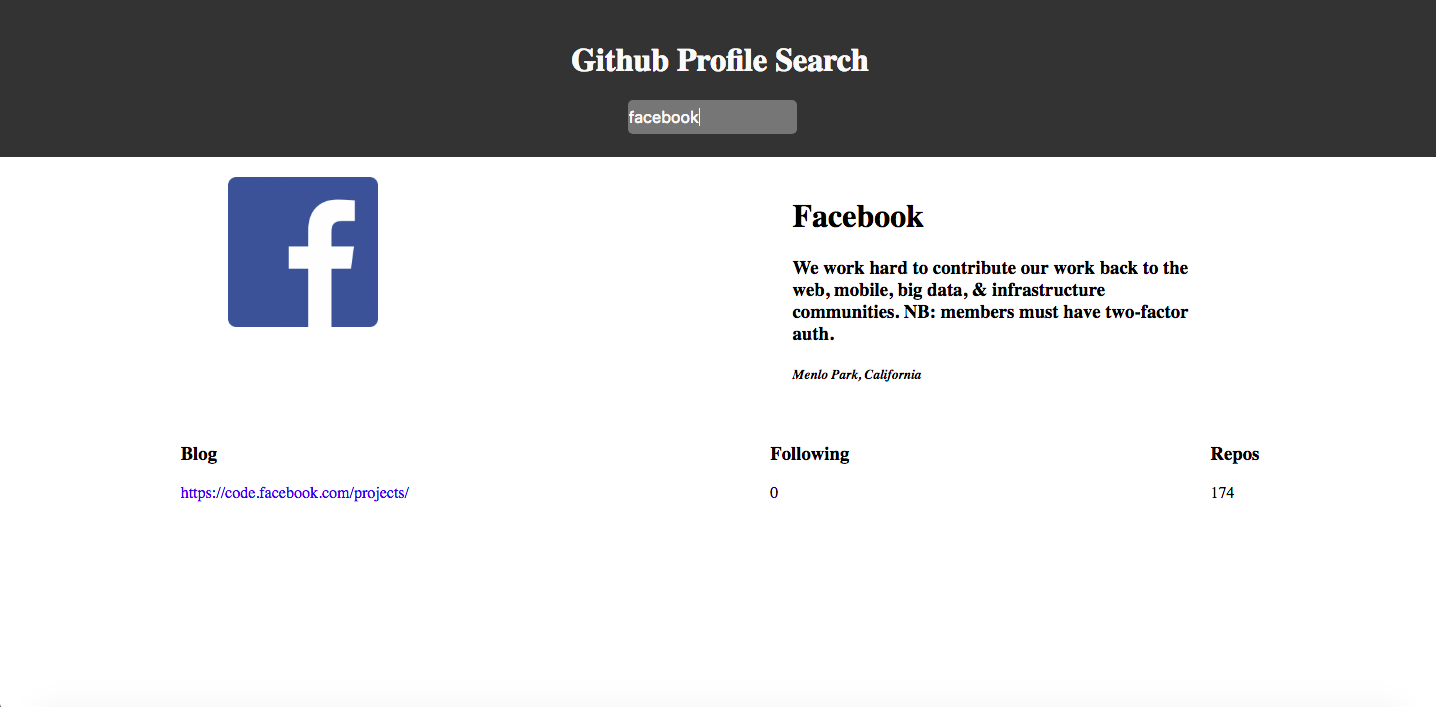 Github Profile Search
facebook
f
Facebook
We work hard to contribute our work back to the
web, mobile, big data, & infrastructure
communities. NB: members must have two-factor
auth.
Menlo Park, California
Blog
Following
Repos
https://code.facebook.com/projects/
0
174